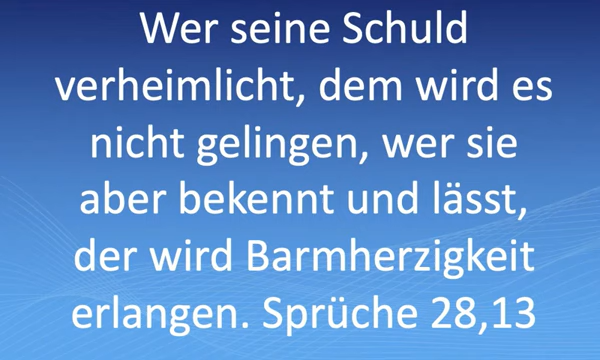 Wer seine Schuld
verheimlicht, dem wird es
nicht gelingen, wer sie
aber bekennt und lässt,
der wird Barmherzigkeit
erlangen. Sprüche 28,13